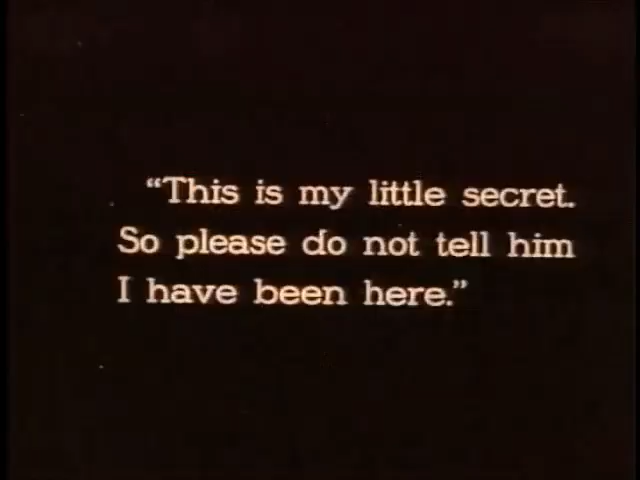 “This is my little secret.
So please do not tell him
I have been here.”